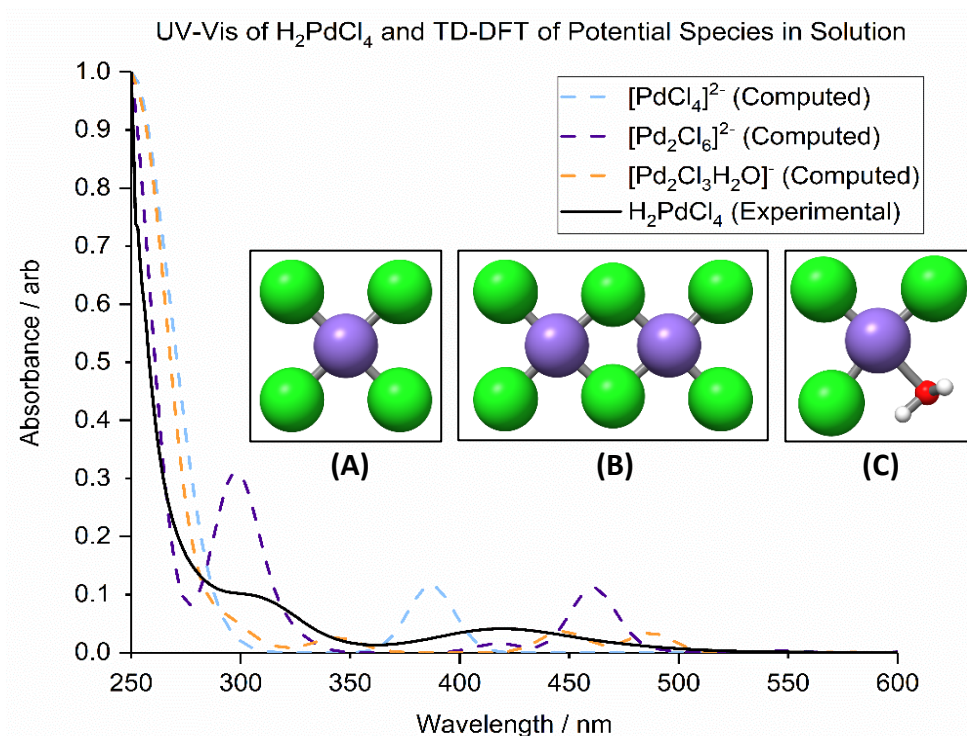 UV-Vis of H₂PdCl₄ and TD-DFT of Potential Species in Solution
[PdCl₄]²⁻ (Computed)
[Pd₂Cl₆]²⁻ (Computed)
[Pd₂Cl₃H₂O]⁻ (Computed)
H₂PdCl₄ (Experimental)
Absorbance / arb
1.0
0.9
0.8
0.7
0.6
0.5
0.4
0.3
0.2
0.1
0.0
(A) (B) (C)
250 300 350 400 450 500 550 600
Wavelength / nm